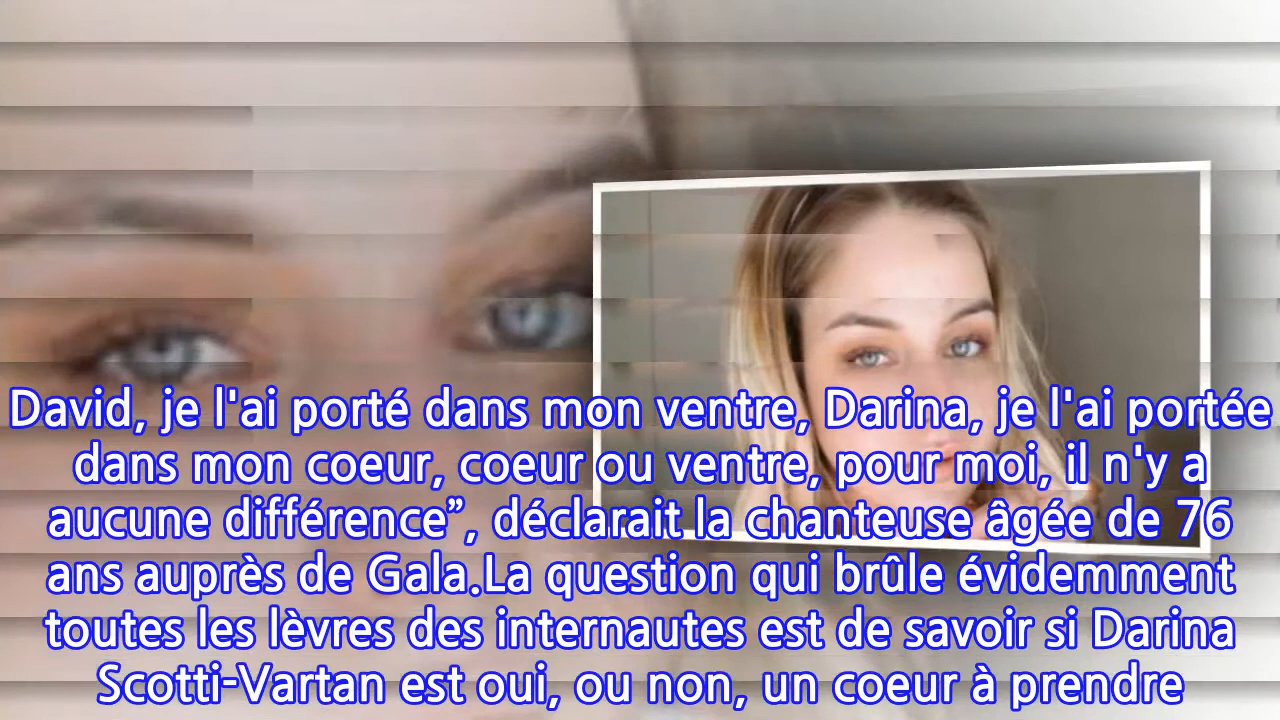 David, je l'ai porté dans mon ventre, Darina, je l'ai portée
dans mon coeur, coeur ou ventre, pour moi, il n'y a
aucune différence”, déclarait la chanteuse âgée de 76
ans auprès de Gala.La question qui brûle évidemment
toutes les lèvres des internautes est de savoir si Darina
Scotti-Vartan est oui, ou non, un coeur à prendre